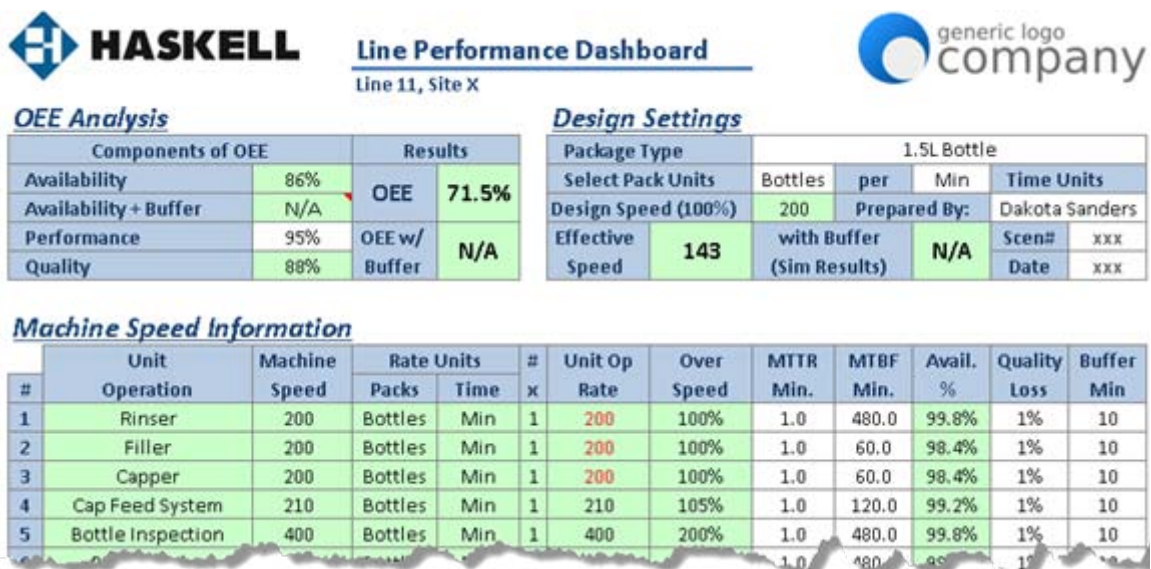 HASKELL
Line Performance Dashboard
Line 11, Site X
generic logo
company
OEE Analysis
Components of OEE Results
Availability 86% OEE 71.5%
Availability + Buffer N/A
Performance 95% OEE w/ Buffer N/A
Quality 88%
Design Settings
Package Type 1.5L Bottle
Select Pack Units Bottles per Min Time Units
Design Speed (100%) 200 Prepared By: Dakota Sanders
Effective Speed 143 with Buffer (Sim Results) N/A Scen# xxx
Date xxx
Machine Speed Information
# Unit Operation Machine Speed Rate Units Packs Time # x Unit Op Rate Over Speed MTTR Min. MTBF Min. Avail. % Quality Loss Buffer Min
1 Rinser 200 Bottles Min 1 200 100% 1.0 480.0 99.8% 1% 10
2 Filler 200 Bottles Min 1 200 100% 1.0 60.0 98.4% 1% 10
3 Capper 200 Bottles Min 1 200 100% 1.0 60.0 98.4% 1% 10
4 Cap Feed System 210 Bottles Min 1 210 105% 1.0 120.0 99.2% 1% 10
5 Bottle Inspection 400 Bottles Min 1 400 200% 1.0 480.0 99.8% 1% 10